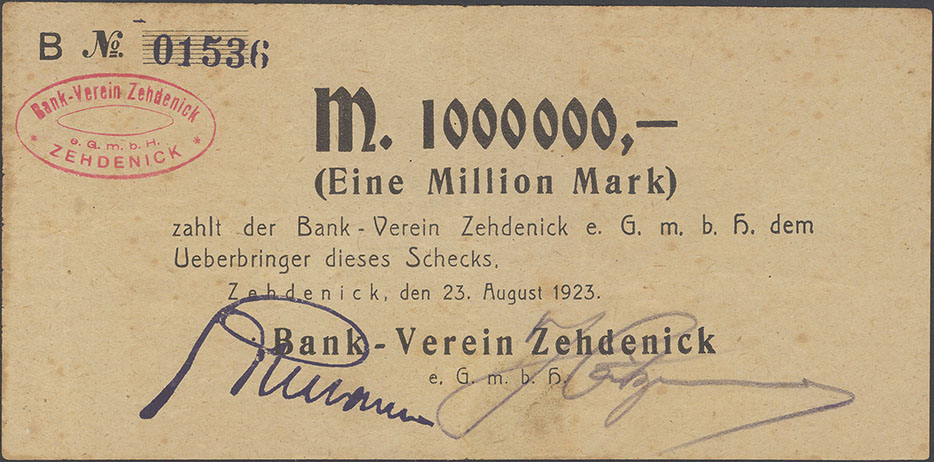 B No. 01536
Bank-Verein Zehdenick
e. G. m. b. H.
* ZEHDENICK *
M. 1000000,—
(Eine Million Mark)
zahlt der Bank-Verein Zehdenick e. G. m. b. H. dem
Ueberbringer dieses Schecks.
Zehdenick, den 23. August 1923.
Bank-Verein Zehdenick
e. G. m. b. H.